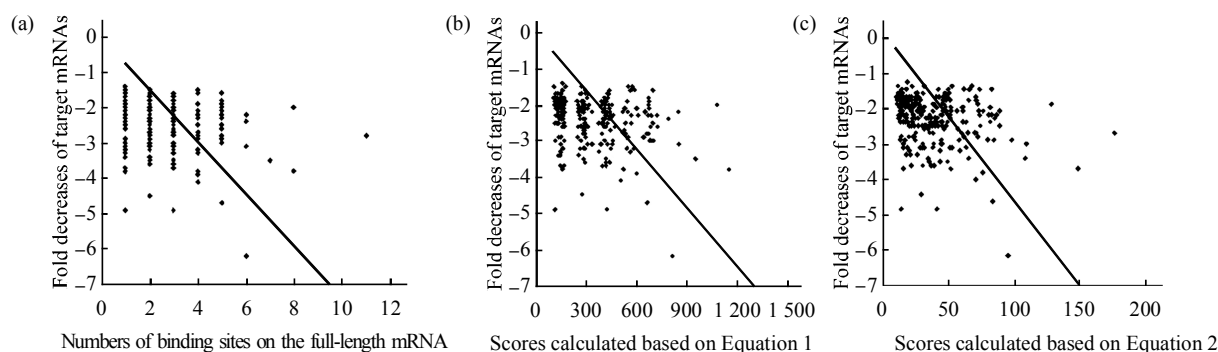 (a)
Fold decreases of target mRNAs
0
–1
–2
–3
–4
–5
–6
–7
0 2 4 6 8 10 12
Numbers of binding sites on the full-length mRNA
(b)
Fold decreases of target mRNAs
0
–1
–2
–3
–4
–5
–6
–7
0 300 600 900 1 200 1 500
Scores calculated based on Equation 1
(c)
Fold decreases of target mRNAs
0
–1
–2
–3
–4
–5
–6
–7
0 50 100 150 200
Scores calculated based on Equation 2